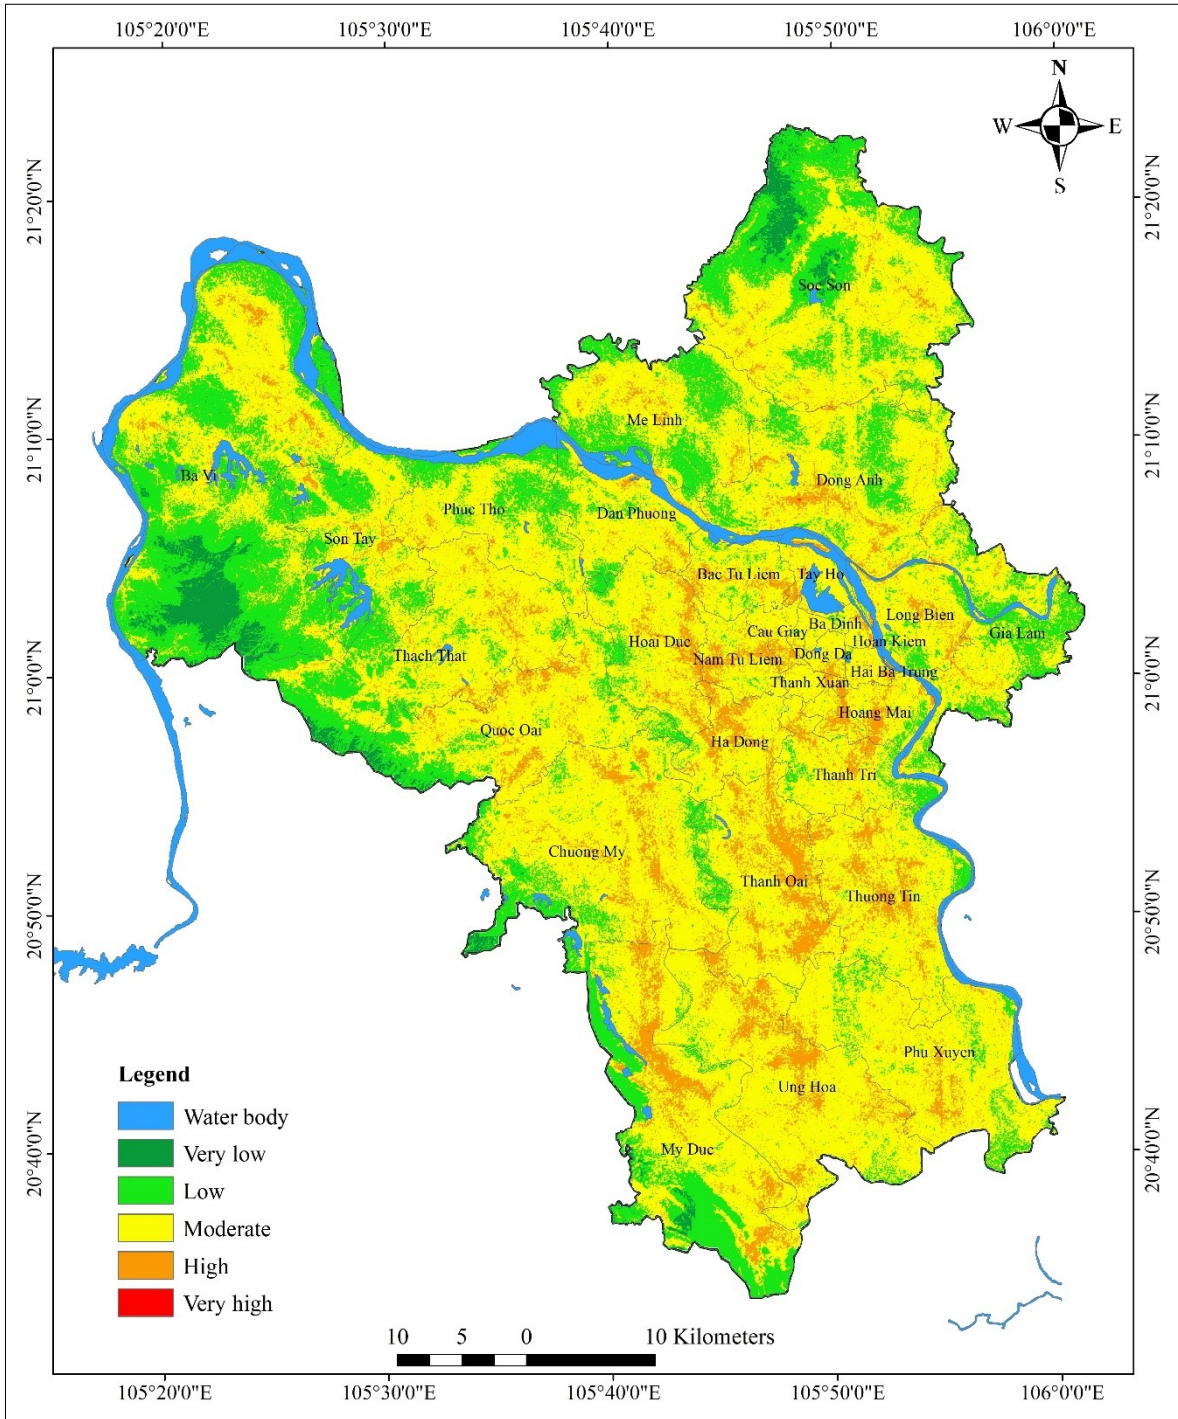 105°20'0"E 105°30'0"E 105°40'0"E 105°50'0"E 106°0'0"E
N
W E
S
21°20'0"N 21°20'0"N
Soc Son
Me Linh
21°10'0"N 21°10'0"N
Ba Vi
Dong Anh
Phuc Tho
Dan Phuong
Son Tay
Bac Tu Liem Tay Ho
Long Bien
Ba Dinh
Cau Giay
Gia Lam
Hoai Duc
Hoan Kiem
Thach That
Nam Tu Liem
Dong Da
Hai Ba Trung
21°0'0"N 21°0'0"N
Thanh Xuan
Hoang Mai
Quoc Oai
Ha Dong
Thanh Tri
Chuong My
Thanh Oai
Thuong Tin
20°50'0"N 20°50'0"N
Phu Xuyen
Ung Hoa
My Duc
20°40'0"N 20°40'0"N
Legend
Water body
Very low
Low
Moderate
High
Very high
10 5 0 10 Kilometers
105°20'0"E 105°30'0"E 105°40'0"E 105°50'0"E 106°0'0"E